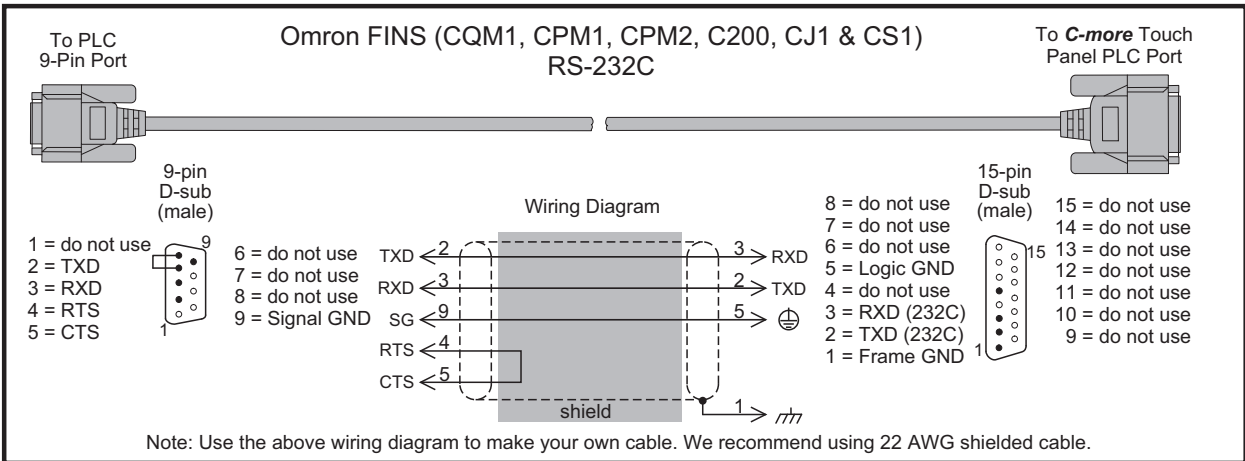 Omron FINS (CQM1, CPM1, CPM2, C200, CJ1 & CS1)
RS-232C
To PLC
9-Pin Port
To C-more Touch
Panel PLC Port
9-pin
D-sub
(male)
1 = do not use
2 = TXD
3 = RXD
4 = RTS
5 = CTS
9
1
6 = do not use
7 = do not use
8 = do not use
9 = Signal GND
Wiring Diagram
TXD 2 3 RXD
RXD 3 2 TXD
SG 9 5
RTS 4
CTS 5
shield
1
8 = do not use
7 = do not use
6 = do not use
5 = Logic GND
4 = do not use
3 = RXD (232C)
2 = TXD (232C)
1 = Frame GND
15-pin
D-sub
(male)
15
1
15 = do not use
14 = do not use
13 = do not use
12 = do not use
11 = do not use
10 = do not use
9 = do not use
Note: Use the above wiring diagram to make your own cable. We recommend using 22 AWG shielded cable.